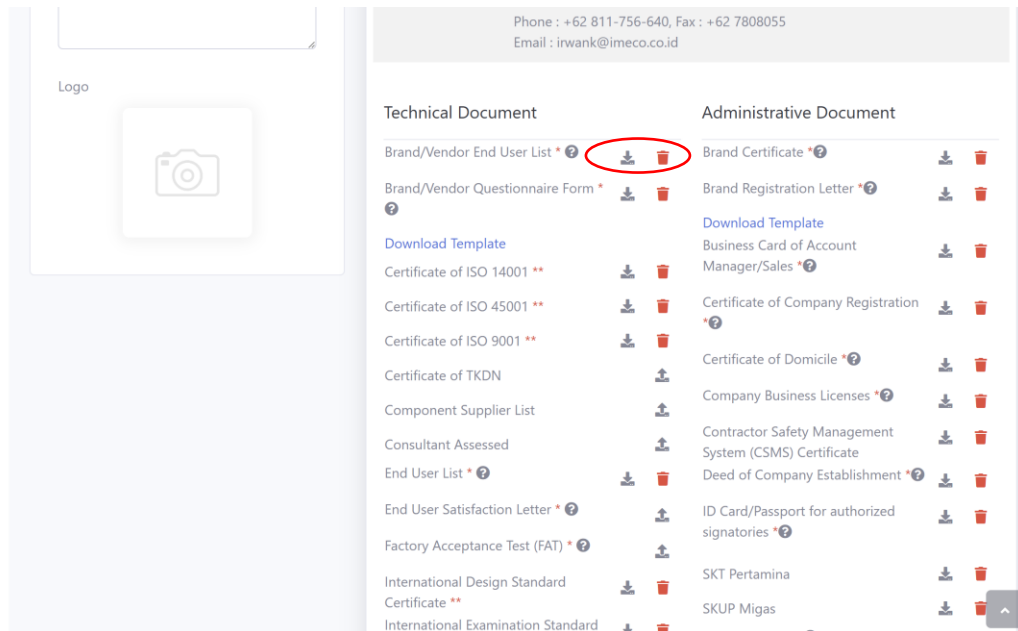 Phone : +62 811-756-640, Fax : +62 7808055
Email : irwank@imeco.co.id
Logo
Technical Document
Brand/Vendor End User List *
Brand/Vendor Questionnaire Form *
Download Template
Certificate of ISO 14001 **
Certificate of ISO 45001 **
Certificate of ISO 9001 **
Certificate of TKDN
Component Supplier List
Consultant Assessed
End User List *
End User Satisfaction Letter *
Factory Acceptance Test (FAT) *
International Design Standard
Certificate **
International Examination Standard
Administrative Document
Brand Certificate *
Brand Registration Letter *
Download Template
Business Card of Account
Manager/Sales *
Certificate of Company Registration
*
Certificate of Domicile *
Company Business Licenses *
Contractor Safety Management
System (CSMS) Certificate
Deed of Company Establishment *
ID Card/Passport for authorized
signatories *
SKT Pertamina
SKUP Migas